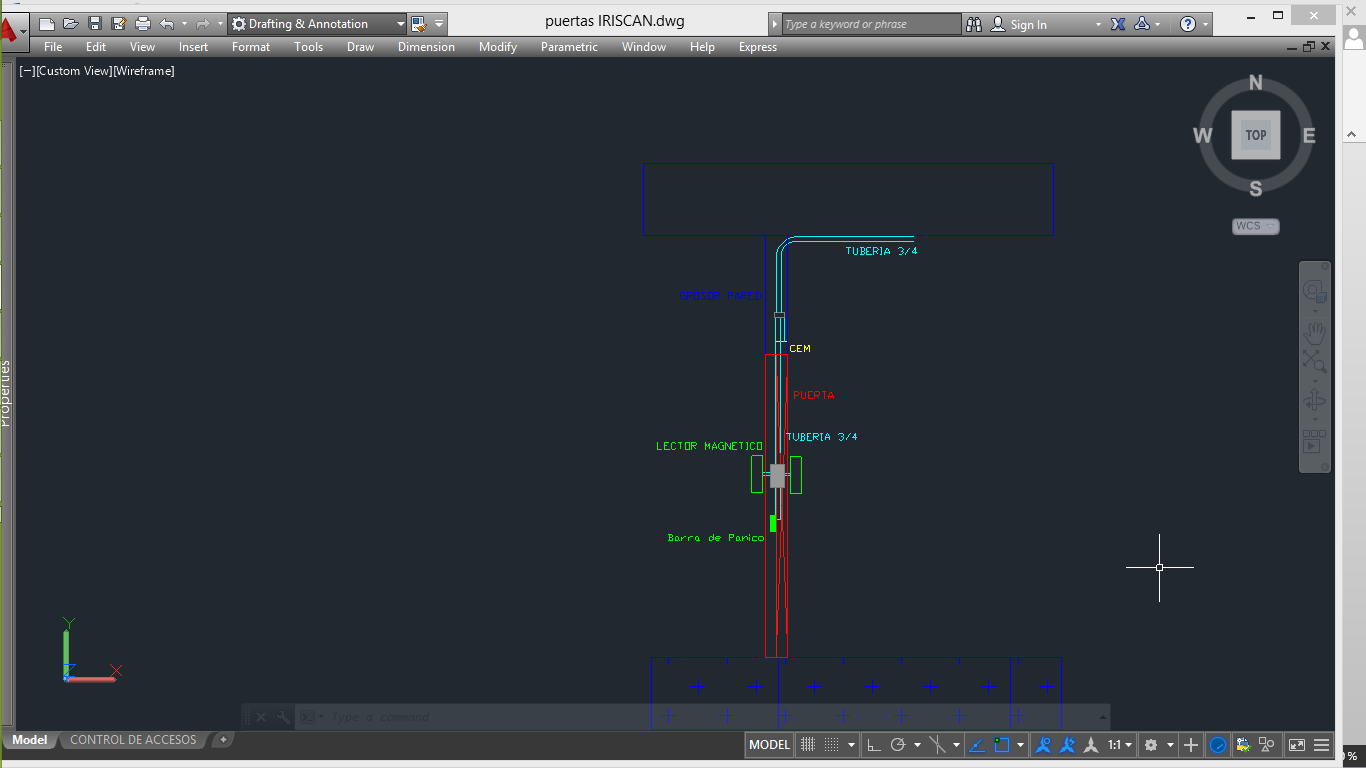 Drafting & Annotation
puertas IRISCAN.dwg
Type a keyword or phrase
Sign In
File Edit View Insert Format Tools Draw Dimension Modify Parametric Window Help Express
[−][Custom View][Wireframe]
N
W TOP E
S
WCS
TUBERIA 3/4
CEM
PUERTA
TUBERIA 3/4
LECTOR MAGNETICO
Barra de Panico
Properties
Y
X
Type a command
Model CONTROL DE ACCESOS
MODEL
1:1
%